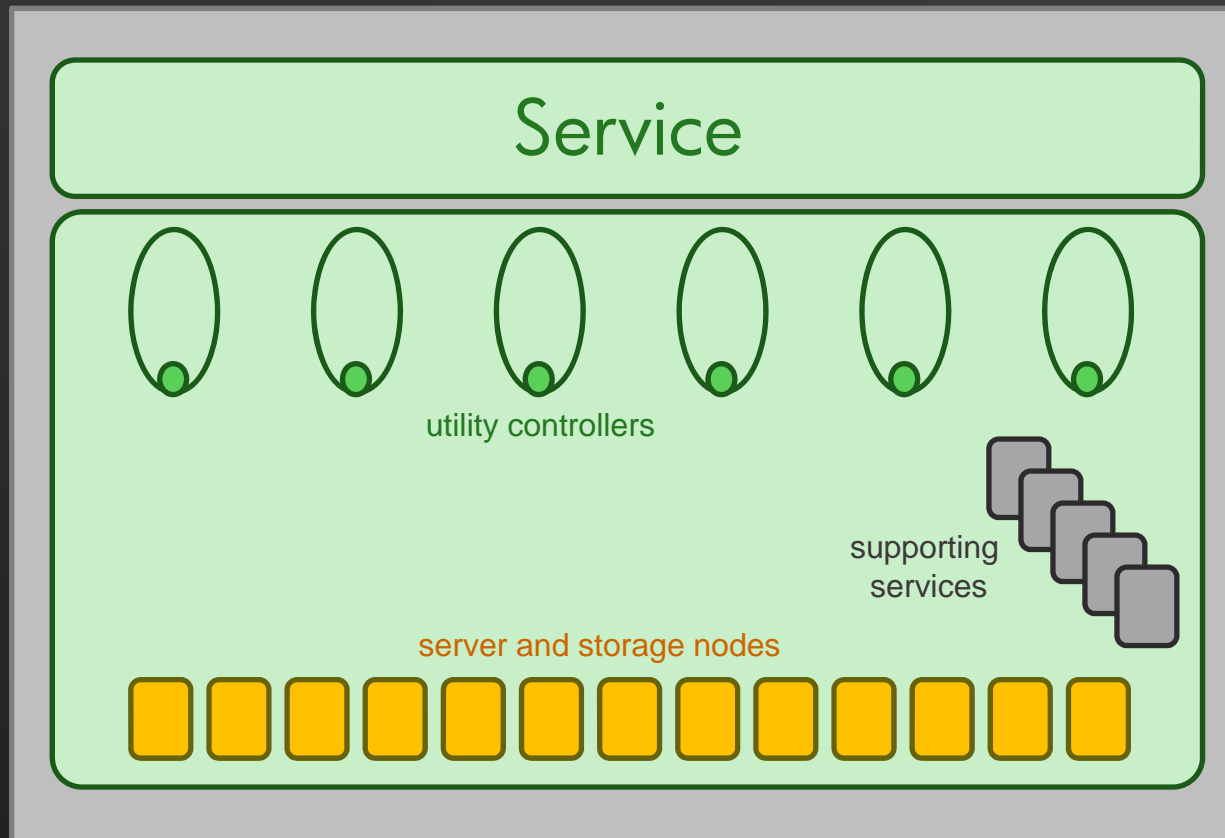 Service
utility controllers
supporting
services
server and storage nodes